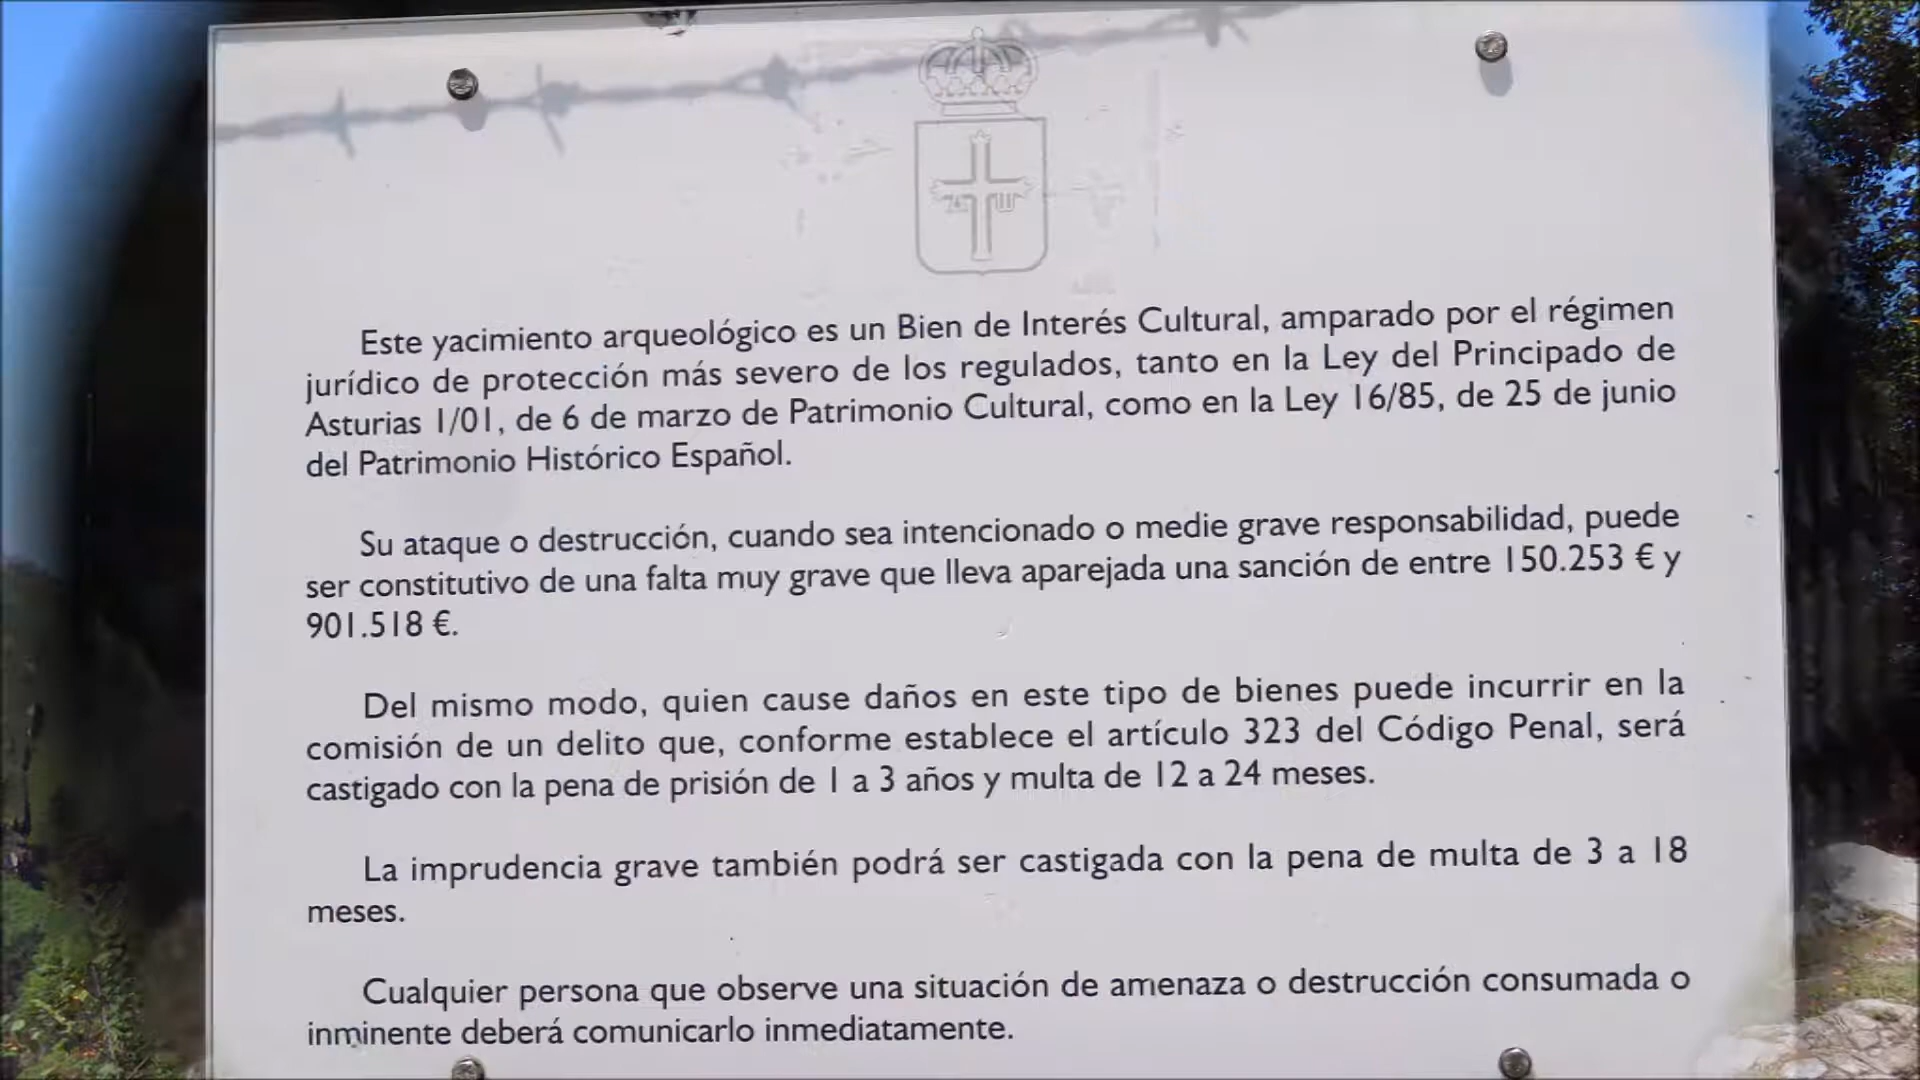 Este yacimiento arqueológico es un Bien de Interés Cultural, amparado por el régimen
jurídico de protección más severo de los regulados, tanto en la Ley del Principado de
Asturias 1/01, de 6 de marzo de Patrimonio Cultural, como en la Ley 16/85, de 25 de junio
del Patrimonio Histórico Español.
Su ataque o destrucción, cuando sea intencionado o medie grave responsabilidad, puede
ser constitutivo de una falta muy grave que lleva aparejada una sanción de entre 150.253 € y
901.518 €.
Del mismo modo, quien cause daños en este tipo de bienes puede incurrir en la
comisión de un delito que, conforme establece el artículo 323 del Código Penal, será
castigado con la pena de prisión de 1 a 3 años y multa de 12 a 24 meses.
La imprudencia grave también podrá ser castigada con la pena de multa de 3 a 18
meses.
Cualquier persona que observe una situación de amenaza o destrucción consumada o
inminente deberá comunicarlo inmediatamente.